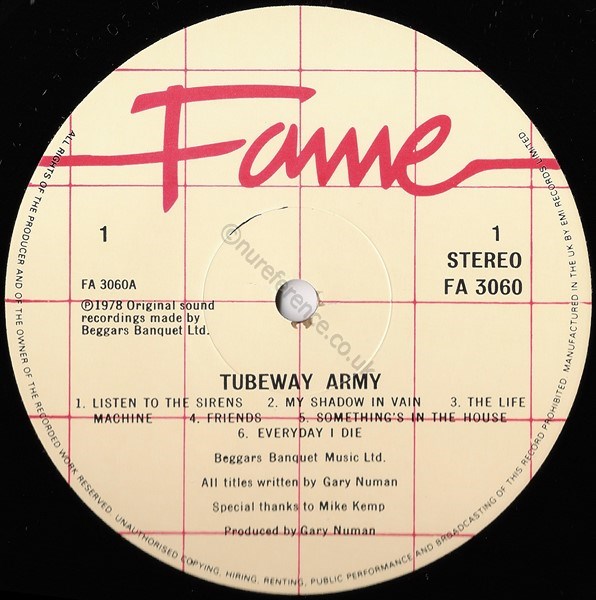 Fame
1
FA 3060A
℗1978 Original sound
recordings made by
Beggars Banquet Ltd.
1
STEREO
FA 3060
TUBEWAY ARMY
1. LISTEN TO THE SIRENS 2. MY SHADOW IN VAIN 3. THE LIFE
MACHINE 4. FRIENDS 5. SOMETHING'S IN THE HOUSE
6. EVERYDAY I DIE
Beggars Banquet Music Ltd.
All titles written by Gary Numan
Special thanks to Mike Kemp
Produced by Gary Numan
ALL RIGHTS OF THE PRODUCER AND OF THE OWNER OF THE RECORDED WORK RESERVED. UNAUTHORISED COPYING, HIRING, RENTING, PUBLIC PERFORMANCE AND BROADCASTING OF THIS RECORD PROHIBITED. MANUFACTURED IN THE UK BY EMI RECORDS LIMITED
©nureference.co.uk